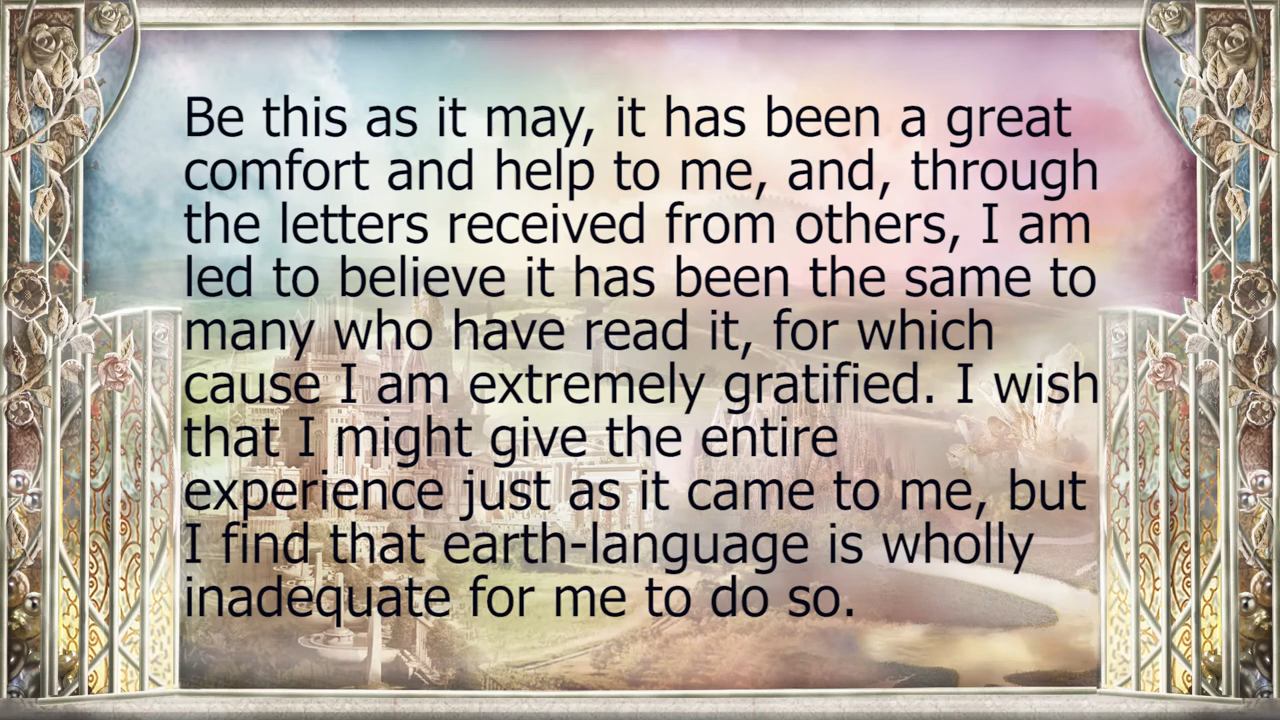 Be this as it may, it has been a great
comfort and help to me, and, through
the letters received from others, I am
led to believe it has been the same to
many who have read it, for which
cause I am extremely gratified. I wish
that I might give the entire
experience just as it came to me, but
I find that earth-language is wholly
inadequate for me to do so.